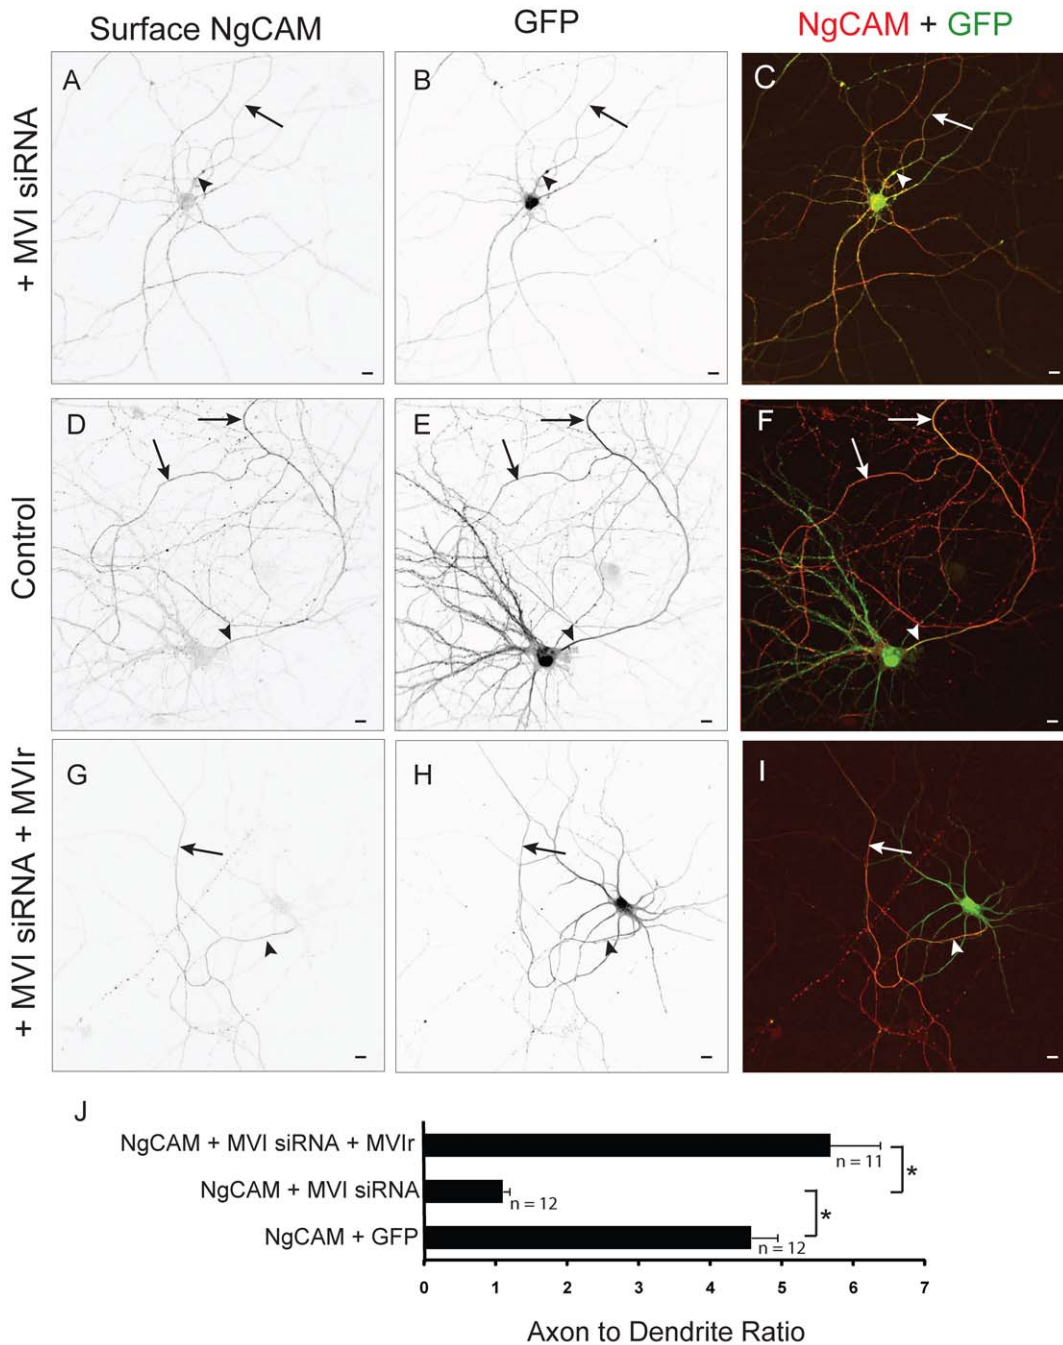 Surface NgCAM
GFP
NgCAM + GFP
+ MVI siRNA
A
B
C
Control
D
E
F
+ MVI siRNA + MVIr
G
H
I
J
NgCAM + MVI siRNA + MVIr
n = 11
*
NgCAM + MVI siRNA
n = 12
*
NgCAM + GFP
n = 12
0 1 2 3 4 5 6 7
Axon to Dendrite Ratio